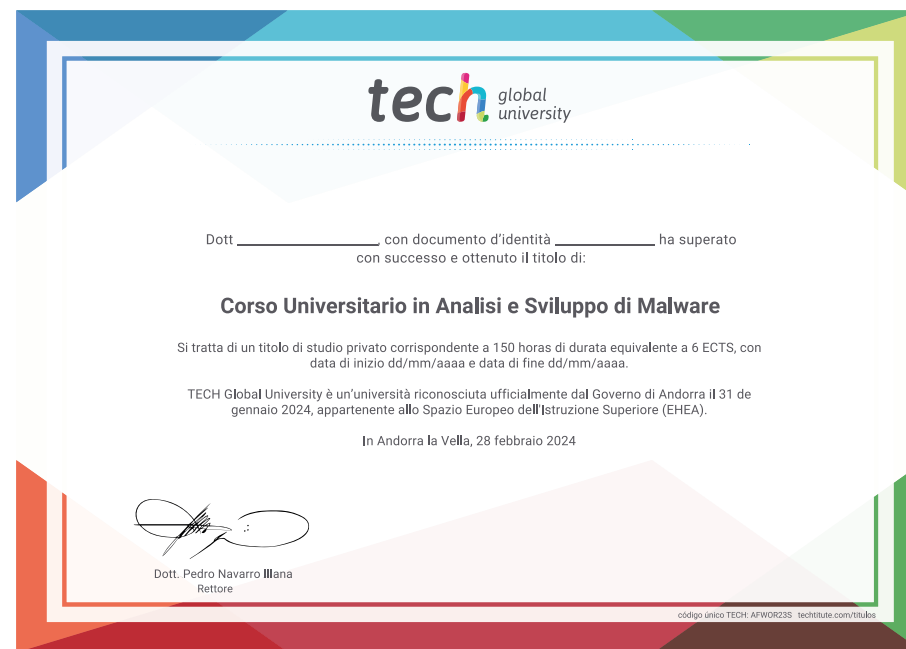 tech global university
Dott ______________, con documento d'identità __________ ha superato
con successo e ottenuto il titolo di:
Corso Universitario in Analisi e Sviluppo di Malware
Si tratta di un titolo di studio privato corrispondente a 150 horas di durata equivalente a 6 ECTS, con
data di inizio dd/mm/aaaa e data di fine dd/mm/aaaa.
TECH Global University è un'università riconosciuta ufficialmente dal Governo di Andorra il 31 de
gennaio 2024, appartenente allo Spazio Europeo dell'Istruzione Superiore (EHEA).
In Andorra la Vella, 28 febbraio 2024
Dott. Pedro Navarro Illana
Rettore
código único TECH: AFWOR23S techtitute.com/titulos